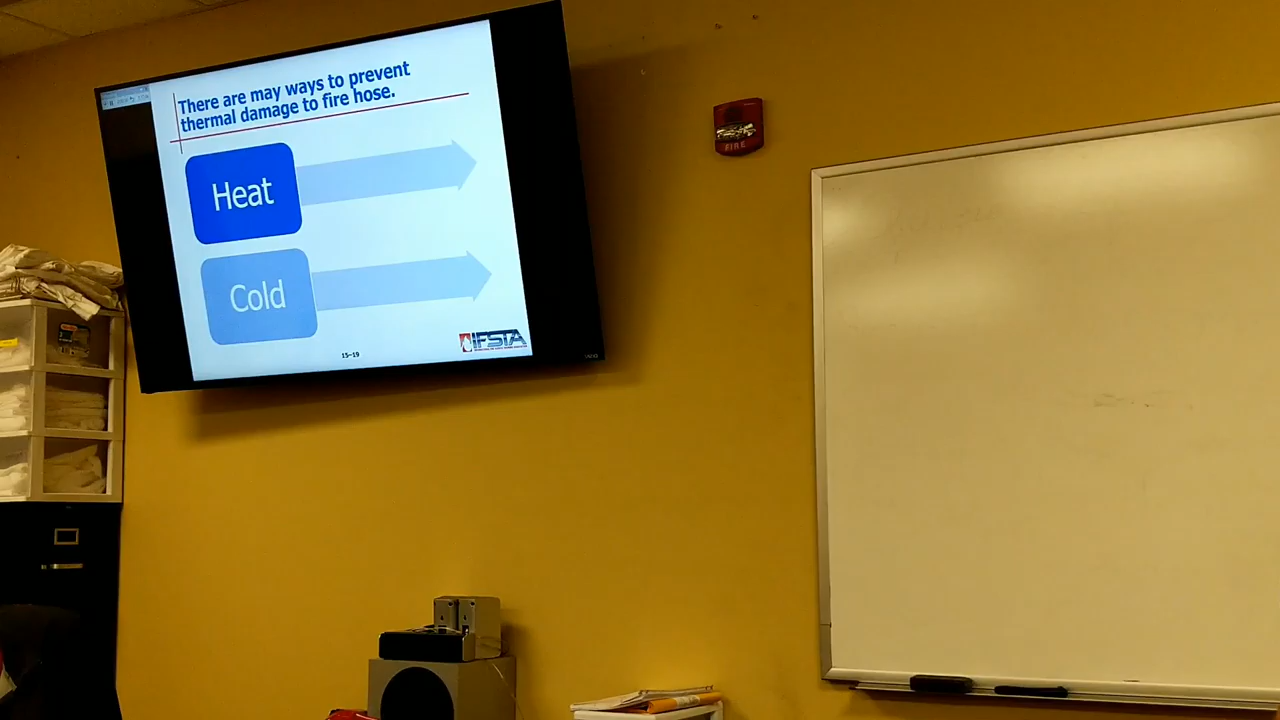 There are may ways to prevent
thermal damage to fire hose.
Heat
Cold
15-19
IFSTA
FIRE